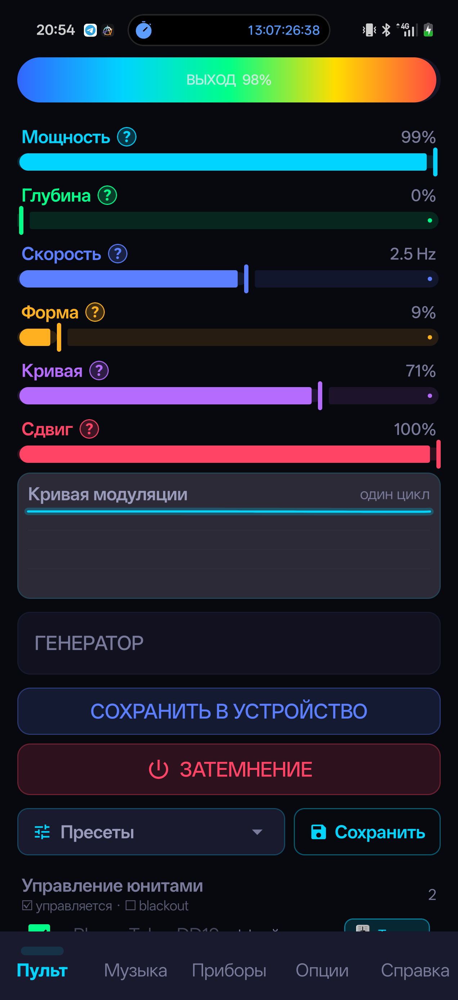 20:54
13:07:26:38
4G
ВЫХОД 98%
Мощность ? 99%
Глубина ? 0%
Скорость ? 2.5 Hz
Форма ? 9%
Кривая ? 71%
Сдвиг ? 100%
Кривая модуляции один цикл
ГЕНЕРАТОР
СОХРАНИТЬ В УСТРОЙСТВО
ЗАТЕМНЕНИЕ
Пресеты Сохранить
Управление юнитами 2
☑ управляется · ☐ blackout
Пульт Музыка Приборы Опции Справка